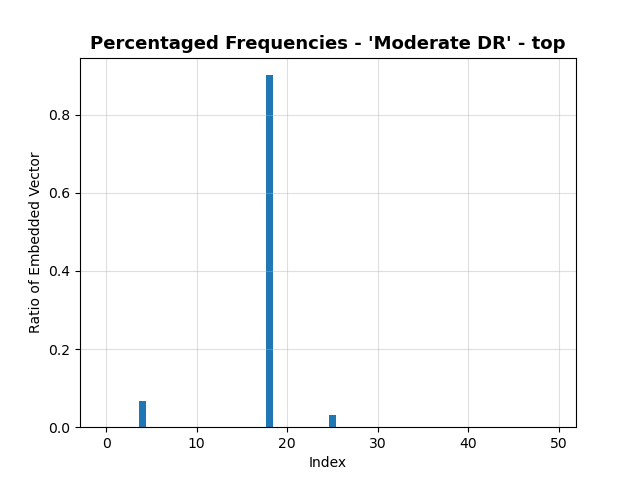 Percentaged Frequencies - 'Moderate DR' - top
Ratio of Embedded Vector
0.8
0.6
0.4
0.2
0.0
0 10 20 30 40 50
Index